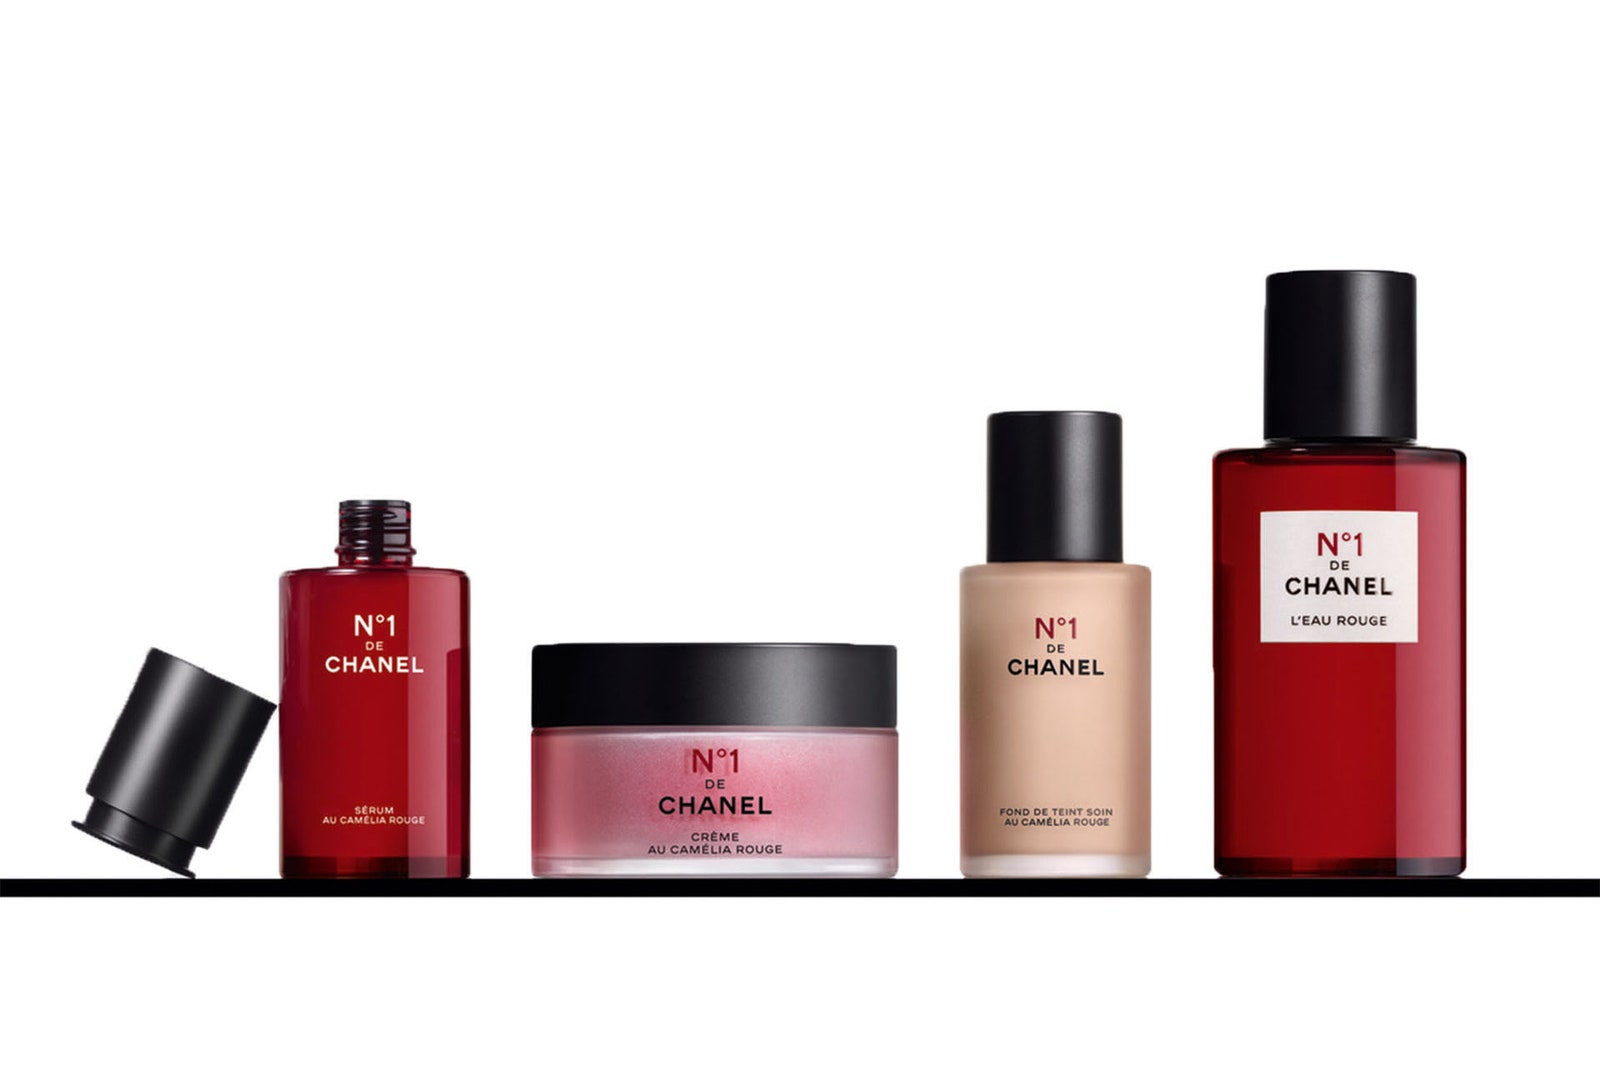 N°1
DE
CHANEL
SÉRUM
AU CAMÉLIA ROUGE
N°1
DE
CHANEL
CRÈME
AU CAMÉLIA ROUGE
N°1
DE
CHANEL
FOND DE TEINT SOIN
AU CAMÉLIA ROUGE
N°1
DE
CHANEL
L'EAU ROUGE